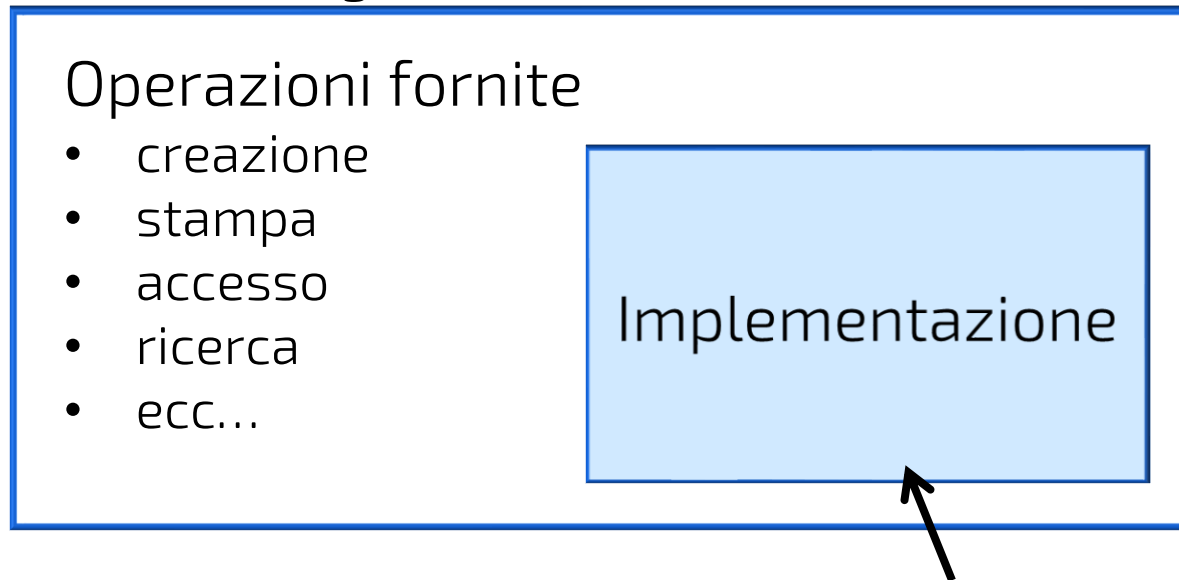 Operazioni fornite
• creazione
• stampa
• accesso
• ricerca
• ecc...
Implementazione